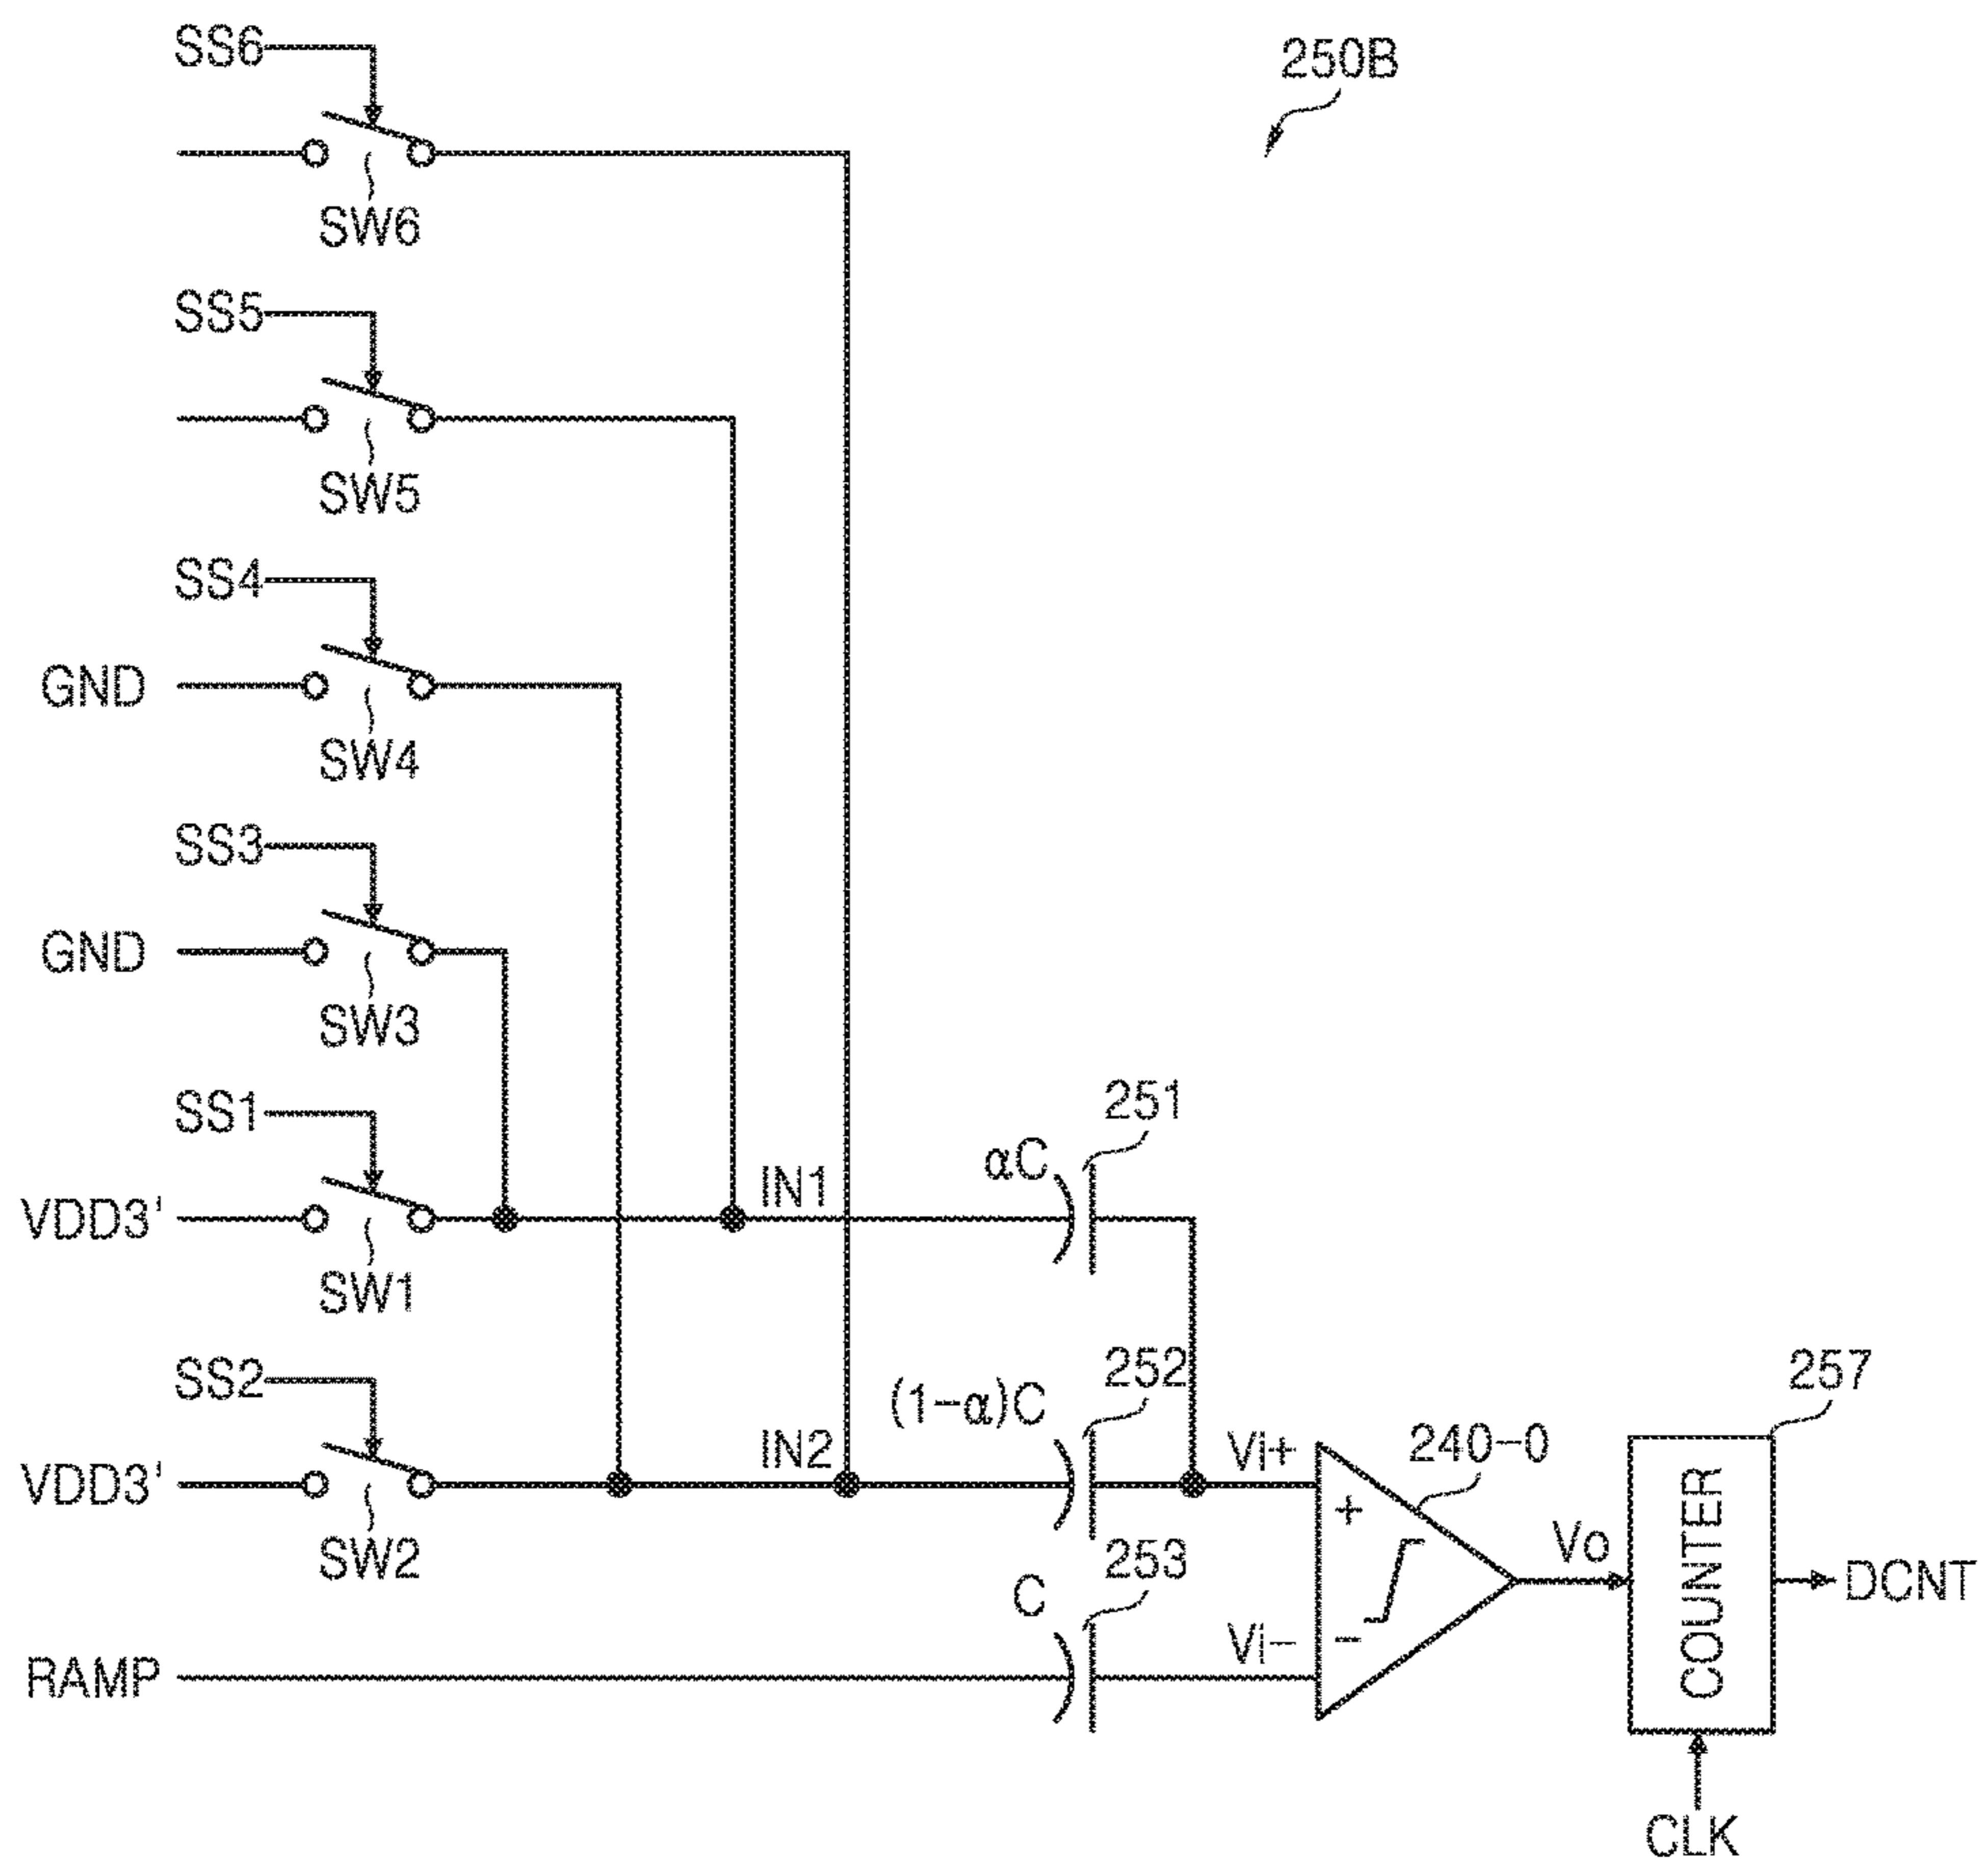 SS6
250B
SW6
SS5
SW5
SS4
GND
SW4
SS3
GND
SW3
SS1
251
αC
VDD3'
IN1
SW1
SS2
252
257
(1-α)C
VDD3'
IN2
Vi+
240-0
SW2
253
C
+
Vo
COUNTER
DCNT
RAMP
Vi-
-
CLK